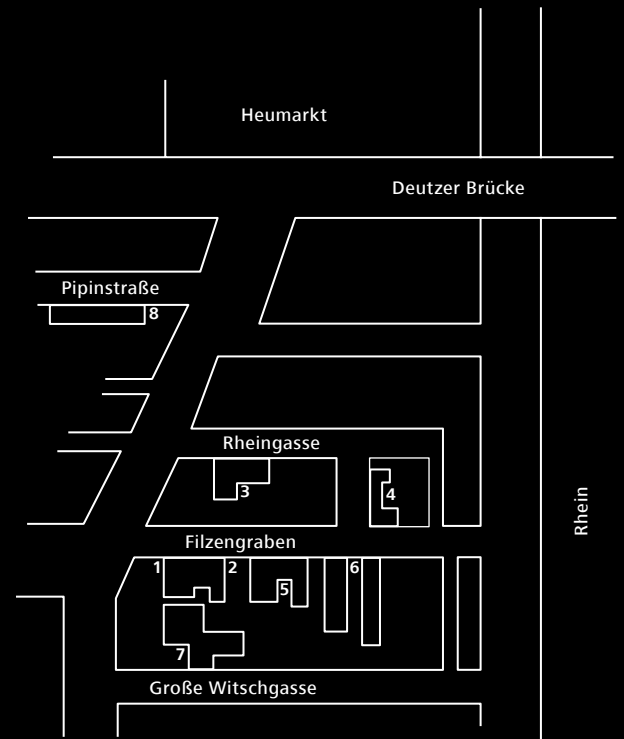 Heumarkt
Deutzer Brücke
Pipinstraße
8
Rheingasse
3
4
Rhein
Filzengraben
1
2
6
5
7
Große Witschgasse